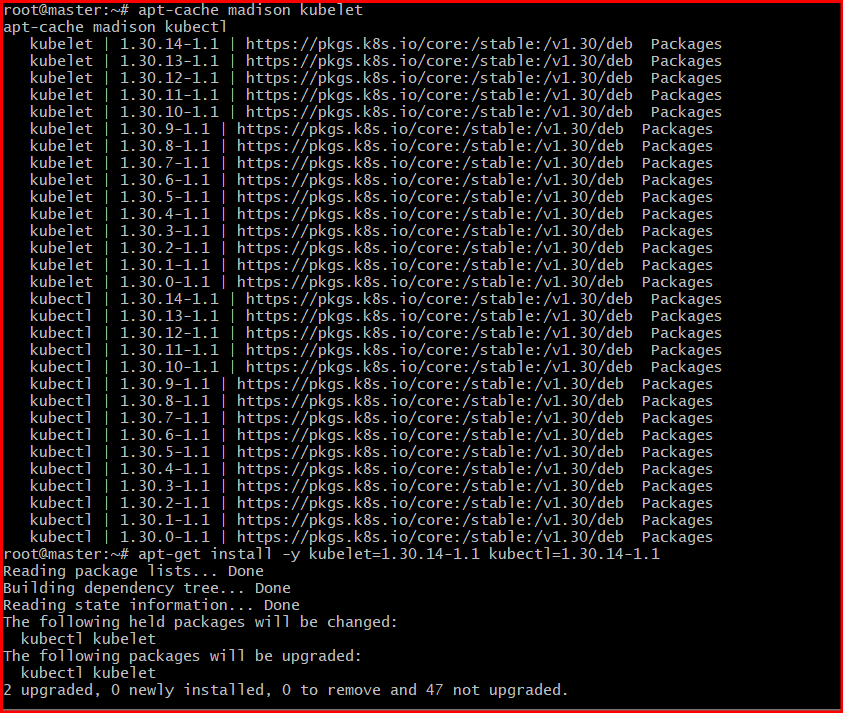 root@master:~# apt-cache madison kubelet
apt-cache madison kubectl
kubelet | 1.30.14-1.1 | https://pkgs.k8s.io/core:/stable:/v1.30/deb  Packages
kubelet | 1.30.13-1.1 | https://pkgs.k8s.io/core:/stable:/v1.30/deb  Packages
kubelet | 1.30.12-1.1 | https://pkgs.k8s.io/core:/stable:/v1.30/deb  Packages
kubelet | 1.30.11-1.1 | https://pkgs.k8s.io/core:/stable:/v1.30/deb  Packages
kubelet | 1.30.10-1.1 | https://pkgs.k8s.io/core:/stable:/v1.30/deb  Packages
kubelet | 1.30.9-1.1 | https://pkgs.k8s.io/core:/stable:/v1.30/deb  Packages
kubelet | 1.30.8-1.1 | https://pkgs.k8s.io/core:/stable:/v1.30/deb  Packages
kubelet | 1.30.7-1.1 | https://pkgs.k8s.io/core:/stable:/v1.30/deb  Packages
kubelet | 1.30.6-1.1 | https://pkgs.k8s.io/core:/stable:/v1.30/deb  Packages
kubelet | 1.30.5-1.1 | https://pkgs.k8s.io/core:/stable:/v1.30/deb  Packages
kubelet | 1.30.4-1.1 | https://pkgs.k8s.io/core:/stable:/v1.30/deb  Packages
kubelet | 1.30.3-1.1 | https://pkgs.k8s.io/core:/stable:/v1.30/deb  Packages
kubelet | 1.30.2-1.1 | https://pkgs.k8s.io/core:/stable:/v1.30/deb  Packages
kubelet | 1.30.1-1.1 | https://pkgs.k8s.io/core:/stable:/v1.30/deb  Packages
kubelet | 1.30.0-1.1 | https://pkgs.k8s.io/core:/stable:/v1.30/deb  Packages
kubectl | 1.30.14-1.1 | https://pkgs.k8s.io/core:/stable:/v1.30/deb  Packages
kubectl | 1.30.13-1.1 | https://pkgs.k8s.io/core:/stable:/v1.30/deb  Packages
kubectl | 1.30.12-1.1 | https://pkgs.k8s.io/core:/stable:/v1.30/deb  Packages
kubectl | 1.30.11-1.1 | https://pkgs.k8s.io/core:/stable:/v1.30/deb  Packages
kubectl | 1.30.10-1.1 | https://pkgs.k8s.io/core:/stable:/v1.30/deb  Packages
kubectl | 1.30.9-1.1 | https://pkgs.k8s.io/core:/stable:/v1.30/deb  Packages
kubectl | 1.30.8-1.1 | https://pkgs.k8s.io/core:/stable:/v1.30/deb  Packages
kubectl | 1.30.7-1.1 | https://pkgs.k8s.io/core:/stable:/v1.30/deb  Packages
kubectl | 1.30.6-1.1 | https://pkgs.k8s.io/core:/stable:/v1.30/deb  Packages
kubectl | 1.30.5-1.1 | https://pkgs.k8s.io/core:/stable:/v1.30/deb  Packages
kubectl | 1.30.4-1.1 | https://pkgs.k8s.io/core:/stable:/v1.30/deb  Packages
kubectl | 1.30.3-1.1 | https://pkgs.k8s.io/core:/stable:/v1.30/deb  Packages
kubectl | 1.30.2-1.1 | https://pkgs.k8s.io/core:/stable:/v1.30/deb  Packages
kubectl | 1.30.1-1.1 | https://pkgs.k8s.io/core:/stable:/v1.30/deb  Packages
kubectl | 1.30.0-1.1 | https://pkgs.k8s.io/core:/stable:/v1.30/deb  Packages
root@master:~# apt-get install -y kubelet=1.30.14-1.1 kubectl=1.30.14-1.1
Reading package lists... Done
Building dependency tree... Done
Reading state information... Done
The following held packages will be changed:
kubectl kubelet
The following packages will be upgraded:
kubectl kubelet
2 upgraded, 0 newly installed, 0 to remove and 47 not upgraded.